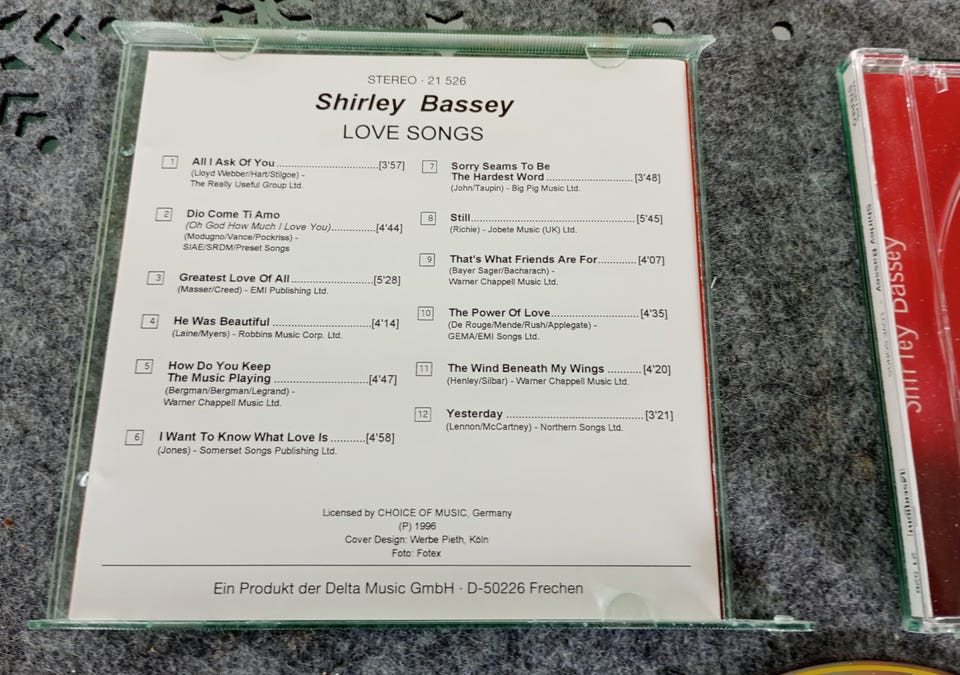 STEREO · 21 526
Shirley Bassey
LOVE SONGS
1 All I Ask Of You ..............................[3'57]
(Lloyd Webber/Hart/Stilgoe) -
The Really Useful Group Ltd.
2 Dio Come Ti Amo
(Oh God How Much I Love You)......................[4'44]
(Modugno/Vance/Pockriss) -
SIAE/SRDM/Preset Songs
3 Greatest Love Of All ..............................[5'28]
(Masser/Creed) - EMI Publishing Ltd.
4 He Was Beautiful ..............................[4'14]
(Laine/Myers) - Robbins Music Corp. Ltd.
5 How Do You Keep
The Music Playing ..............................[4'47]
(Bergman/Bergman/Legrand) -
Warner Chappell Music Ltd.
6 I Want To Know What Love Is ...........[4'58]
(Jones) - Somerset Songs Publishing Ltd.
7 Sorry Seams To Be
The Hardest Word ..............................[3'48]
(John/Taupin) - Big Pig Music Ltd.
8 Still..................................................[5'45]
(Richie) - Jobete Music (UK) Ltd.
9 That's What Friends Are For............[4'07]
(Bayer Sager/Bacharach) -
Warner Chappell Music Ltd.
10 The Power Of Love..........................[4'35]
(De Rouge/Mende/Rush/Applegate) -
GEMA/EMI Songs Ltd.
11 The Wind Beneath My Wings ...........[4'20]
(Henley/Silbar) - Warner Chappell Music Ltd.
12 Yesterday ..........................................[3'21]
(Lennon/McCartney) - Northern Songs Ltd.
Licensed by CHOICE OF MUSIC, Germany
(P) 1996
Cover Design: Werbe Pieth, Köln
Foto: Fotex
Ein Produkt der Delta Music GmbH · D-50226 Frechen
Shirley Bassey
Shirley Bassey